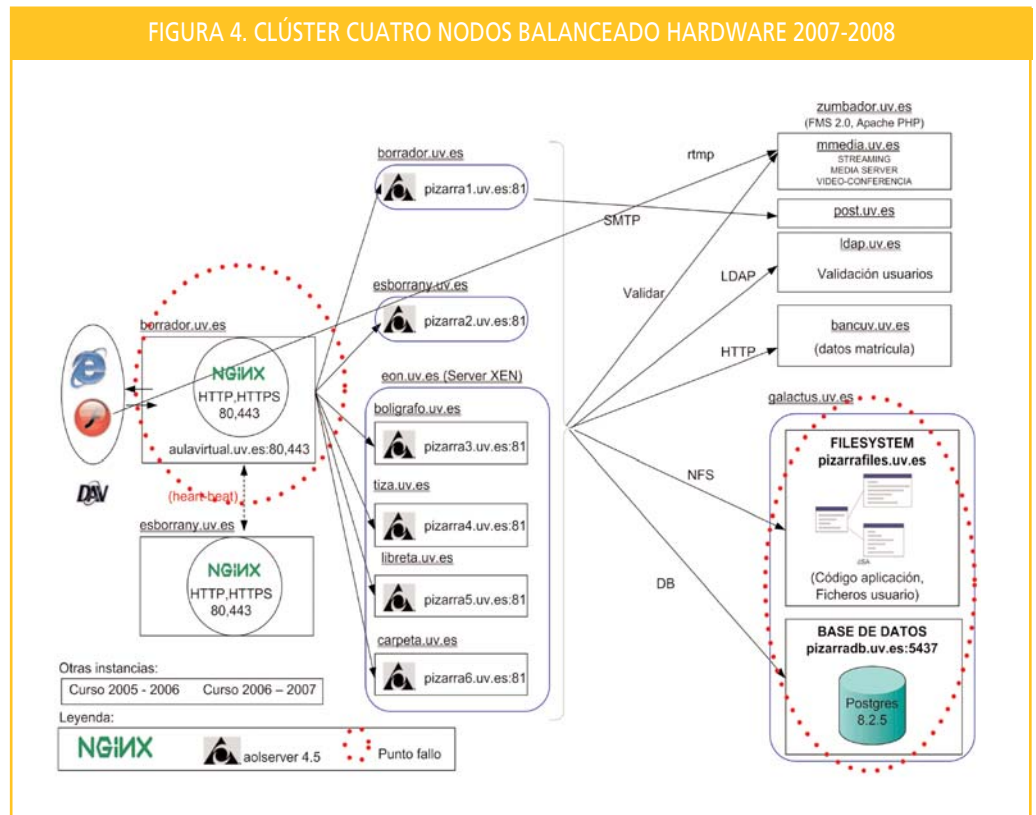 FIGURA 4. CLÚSTER CUATRO NODOS BALANCEADO HARDWARE 2007-2008
borrador.uv.es
NGiNX
HTTP,HTTPS
80,443
aulavirtual.uv.es:80,443
(heart-beat)
esborrany.uv.es
NGiNX
HTTP,HTTPS
80,443
DAV
borrador.uv.es
pizarra1.uv.es:81
esborrany.uv.es
pizarra2.uv.es:81
eon.uv.es (Server XEN)
boligrafo.uv.es
pizarra3.uv.es:81
tiza.uv.es
pizarra4.uv.es:81
libreta.uv.es
pizarra5.uv.es:81
carpeta.uv.es
pizarra6.uv.es:81
rtmp
SMTP
Validar
LDAP
HTTP
NFS
DB
zumbador.uv.es
(FMS 2.0, Apache PHP)
mmedia.uv.es
STREAMING
MEDIA SERVER
VIDEO-CONFERENCIA
post.uv.es
ldap.uv.es
Validación usuarios
bancuv.uv.es
(datos matrícula)
galactus.uv.es
FILESYSTEM
pizarrafiles.uv.es
(Código aplicación,
Ficheros usuario)
BASE DE DATOS
pizarradb.uv.es:5437
Postgres
8.2.5
Otras instancias:
Curso 2005 - 2006 Curso 2006 – 2007
Leyenda:
NGiNX aolserver 4.5 Punto fallo